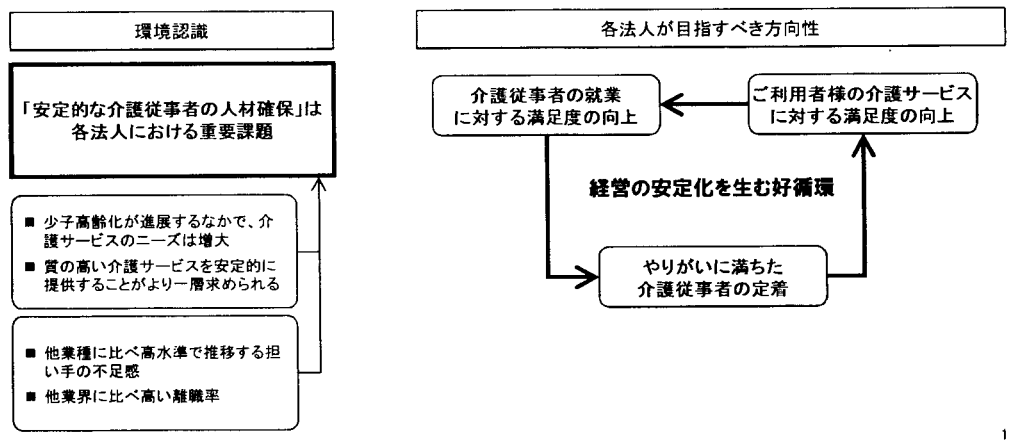 環境認識
「安定的な介護従事者の人材確保」は
各法人における重要課題
■ 少子高齢化が進展するなかで、介
護サービスのニーズは増大
■ 質の高い介護サービスを安定的に
提供することがより一層求められる
■ 他業種に比べ高水準で推移する担
い手の不足感
■ 他業界に比べ高い離職率
各法人が目指すべき方向性
介護従事者の就業
に対する満足度の向上
ご利用者様の介護サービス
に対する満足度の向上
経営の安定化を生む好循環
やりがいに満ちた
介護従事者の定着
1